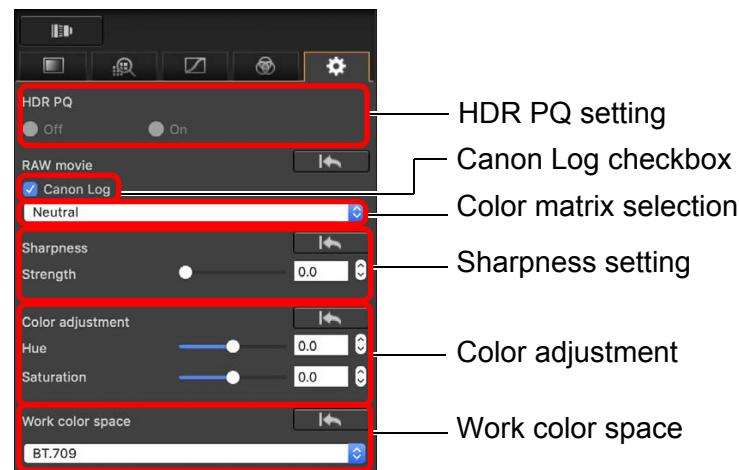 HDR PQ
Off On
HDR PQ setting
RAW movie
Canon Log checkbox
Canon Log
Neutral
Color matrix selection
Sharpness
Strength 0.0
Sharpness setting
Color adjustment
Hue 0.0
Saturation 0.0
Color adjustment
Work color space
BT.709
Work color space